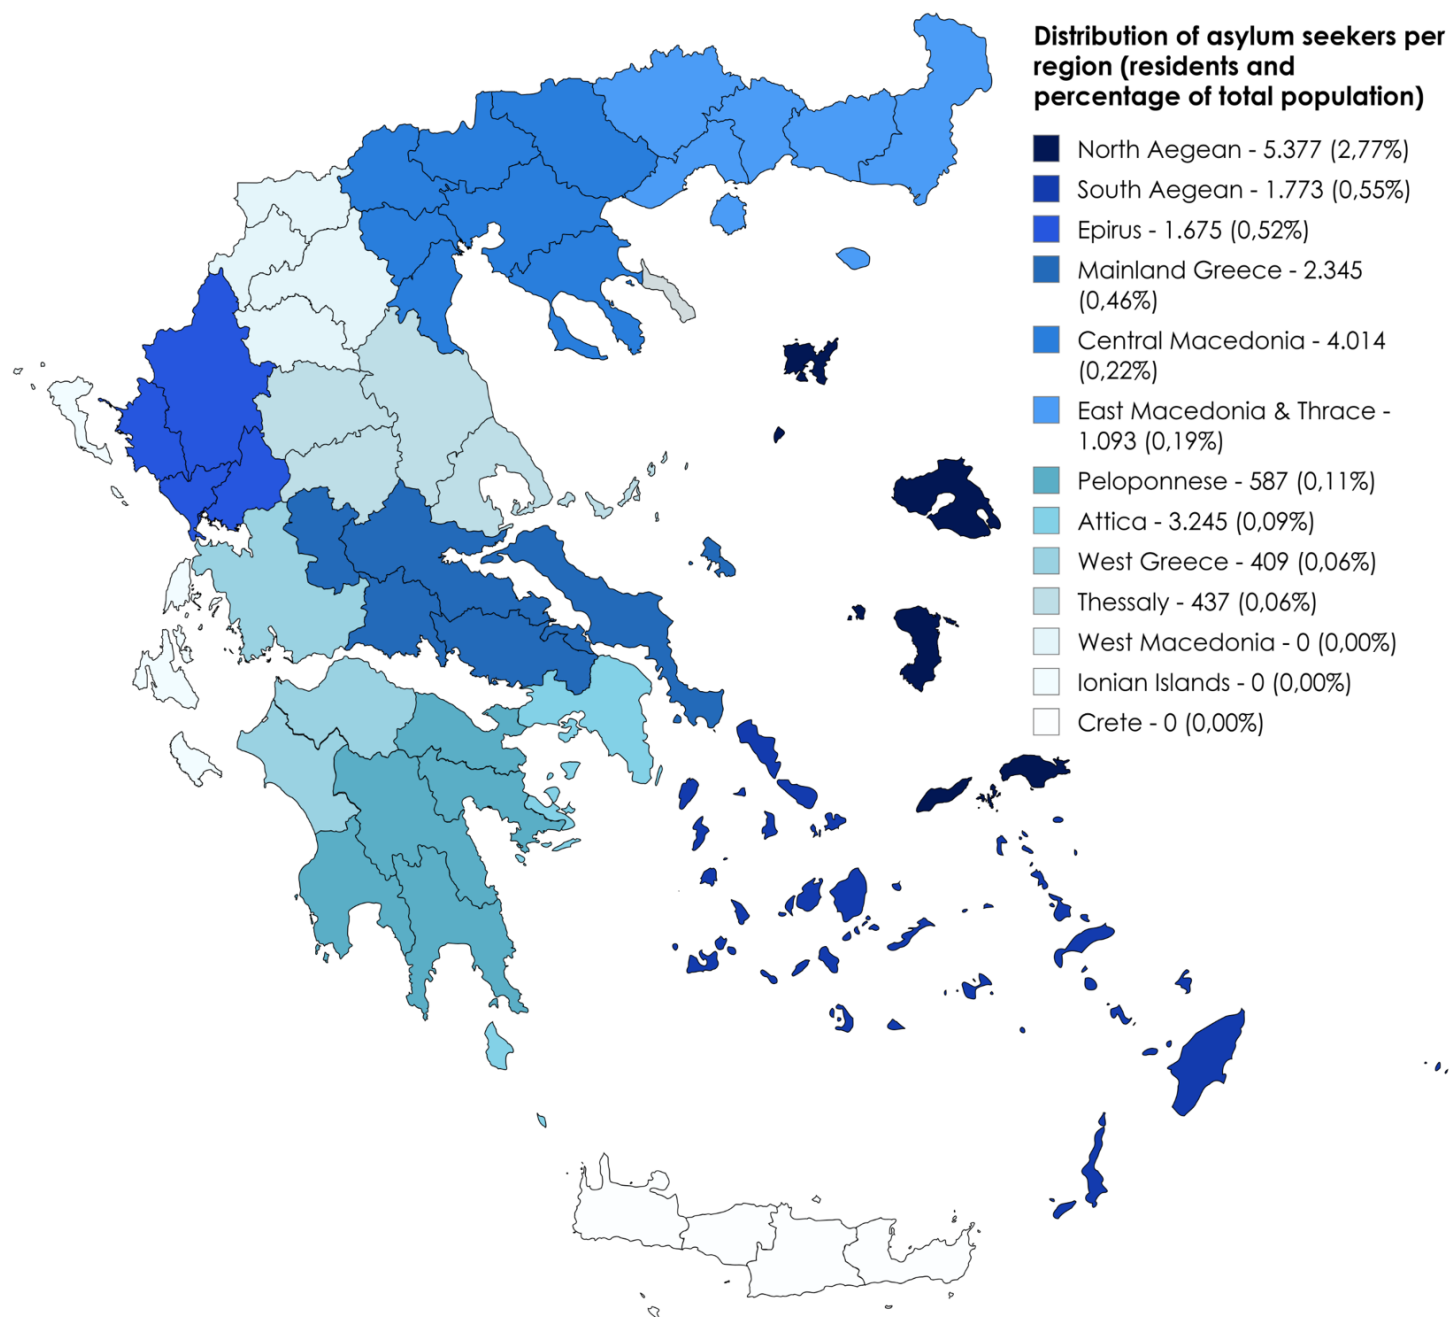 Distribution of asylum seekers per
region (residents and
percentage of total population)
North Aegean - 5.377 (2,77%)
South Aegean - 1.773 (0,55%)
Epirus - 1.675 (0,52%)
Mainland Greece - 2.345
(0,46%)
Central Macedonia - 4.014
(0,22%)
East Macedonia & Thrace -
1.093 (0,19%)
Peloponnese - 587 (0,11%)
Attica - 3.245 (0,09%)
West Greece - 409 (0,06%)
Thessaly - 437 (0,06%)
West Macedonia - 0 (0,00%)
Ionian Islands - 0 (0,00%)
Crete - 0 (0,00%)